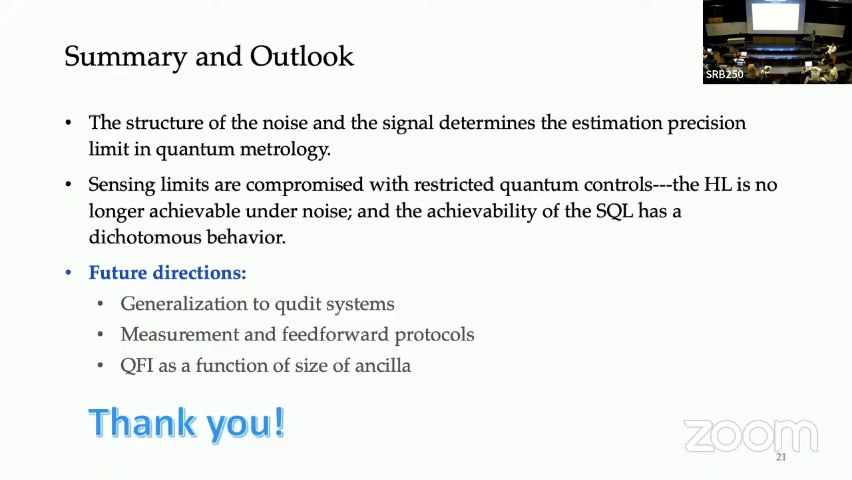 Summary and Outlook
SRB250
• The structure of the noise and the signal determines the estimation precision
limit in quantum metrology.
• Sensing limits are compromised with restricted quantum controls---the HL is no
longer achievable under noise; and the achievability of the SQL has a
dichotomous behavior.
• Future directions:
• Generalization to qudit systems
• Measurement and feedforward protocols
• QFI as a function of size of ancilla
Thank you!
zoom
21